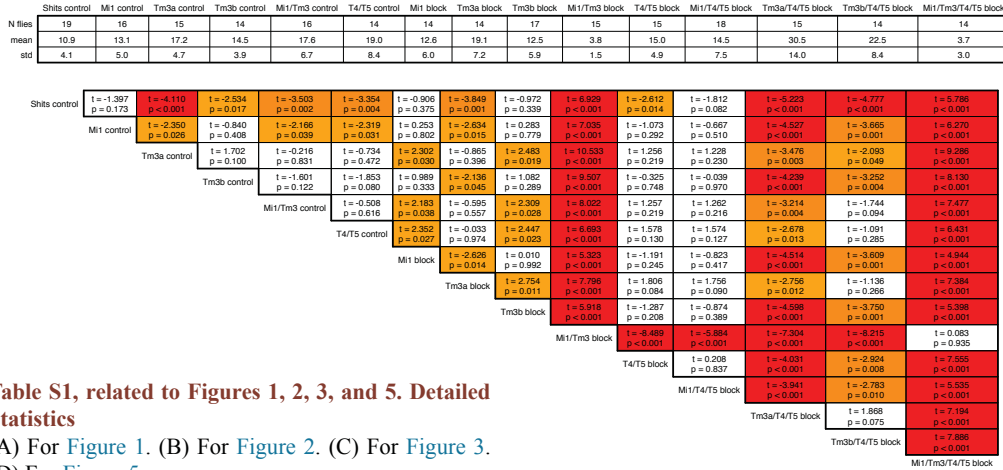 Shits control Mi1 control Tm3a control Tm3b control Mi1/Tm3 control T4/T5 control Mi1 block Tm3a block Tm3b block Mi1/Tm3 block T4/T5 block Mi1/T4/T5 block Tm3a/T4/T5 block Tm3b/T4/T5 block Mi1/Tm3/T4/T5 block
N flies 19 16 15 14 16 14 14 14 17 15 15 18 15 14 14
mean 10.9 13.1 17.2 14.5 17.6 19.0 12.6 19.1 12.5 3.8 15.0 14.5 30.5 22.5 3.7
std 4.1 5.0 4.7 3.9 6.7 8.4 6.0 7.2 5.9 1.5 4.9 7.5 14.0 8.4 3.0
t = -1.397 t = -4.110 t = -2.534 t = -3.503 t = -3.354 t = -0.906 t = -3.849 t = -0.972 t = 6.929 t = -2.612 t = -1.812 t = -5.223 t = -4.777 t = 5.786
Shits control p = 0.173 p < 0.001 p = 0.017 p = 0.002 p = 0.004 p = 0.375 p = 0.001 p = 0.339 p < 0.001 p = 0.014 p = 0.082 p < 0.001 p < 0.001 p < 0.001
t = -2.350 t = -0.840 t = -2.166 t = -2.319 t = 0.253 t = -2.634 t = 0.283 t = 7.035 t = -1.073 t = -0.667 t = -4.527 t = -3.665 t = 6.270
Mi1 control p = 0.026 p = 0.408 p = 0.039 p = 0.031 p = 0.802 p = 0.015 p = 0.779 p < 0.001 p = 0.292 p = 0.510 p < 0.001 p = 0.001 p < 0.001
t = 1.702 t = -0.216 t = -0.734 t = 2.302 t = -0.865 t = 2.483 t = 10.533 t = 1.256 t = 1.228 t = -3.476 t = -2.093 t = 9.286
Tm3a control p = 0.100 p = 0.831 p = 0.472 p = 0.030 p = 0.396 p = 0.019 p < 0.001 p = 0.219 p = 0.230 p = 0.003 p = 0.049 p < 0.001
t = -1.601 t = -1.853 t = 0.989 t = -2.136 t = 1.082 t = 9.507 t = -0.325 t = -0.039 t = -4.239 t = -3.252 t = 8.130
Tm3b control p = 0.122 p = 0.080 p = 0.333 p = 0.045 p = 0.289 p < 0.001 p = 0.748 p = 0.970 p < 0.001 p = 0.004 p < 0.001
t = -0.508 t = 2.183 t = -0.595 t = 2.309 t = 8.022 t = 1.257 t = 1.262 t = -3.214 t = -1.744 t = 7.477
Mi1/Tm3 control p = 0.616 p = 0.038 p = 0.557 p = 0.028 p < 0.001 p = 0.219 p = 0.216 p = 0.004 p = 0.094 p < 0.001
t = 2.352 t = -0.033 t = 2.447 t = 6.693 t = 1.578 t = 1.574 t = -2.678 t = -1.091 t = 6.431
T4/T5 control p = 0.027 p = 0.974 p = 0.023 p < 0.001 p = 0.130 p = 0.127 p = 0.013 p = 0.285 p < 0.001
t = -2.626 t = 0.010 t = 5.323 t = -1.191 t = -0.823 t = -4.514 t = -3.609 t = 4.944
Mi1 block p = 0.014 p = 0.992 p < 0.001 p = 0.245 p = 0.417 p < 0.001 p = 0.001 p < 0.001
t = 2.754 t = 7.796 t = 1.806 t = 1.756 t = -2.756 t = -1.136 t = 7.384
Tm3a block p = 0.011 p < 0.001 p = 0.084 p = 0.090 p = 0.012 p = 0.266 p < 0.001
t = 5.918 t = -1.287 t = -0.874 t = -4.598 t = -3.750 t = 5.398
Tm3b block p < 0.001 p = 0.208 p = 0.389 p < 0.001 p = 0.001 p < 0.001
t = -8.489 t = -5.884 t = -7.304 t = -8.215 t = 0.083
Mi1/Tm3 block p < 0.001 p < 0.001 p < 0.001 p < 0.001 p = 0.935
t = 0.208 t = -4.031 t = -2.924 t = 7.555
T4/T5 block p = 0.837 p < 0.001 p = 0.008 p < 0.001
t = -3.941 t = -2.783 t = 5.535
Mi1/T4/T5 block p < 0.001 p = 0.010 p < 0.001
t = 1.868 t = 7.194
Tm3a/T4/T5 block p = 0.075 p < 0.001
t = 7.886
Tm3b/T4/T5 block p < 0.001
Mi1/Tm3/T4/T5 block
Table S1, related to Figures 1, 2, 3, and 5. Detailed
statistics
(A) For Figure 1. (B) For Figure 2. (C) For Figure 3.